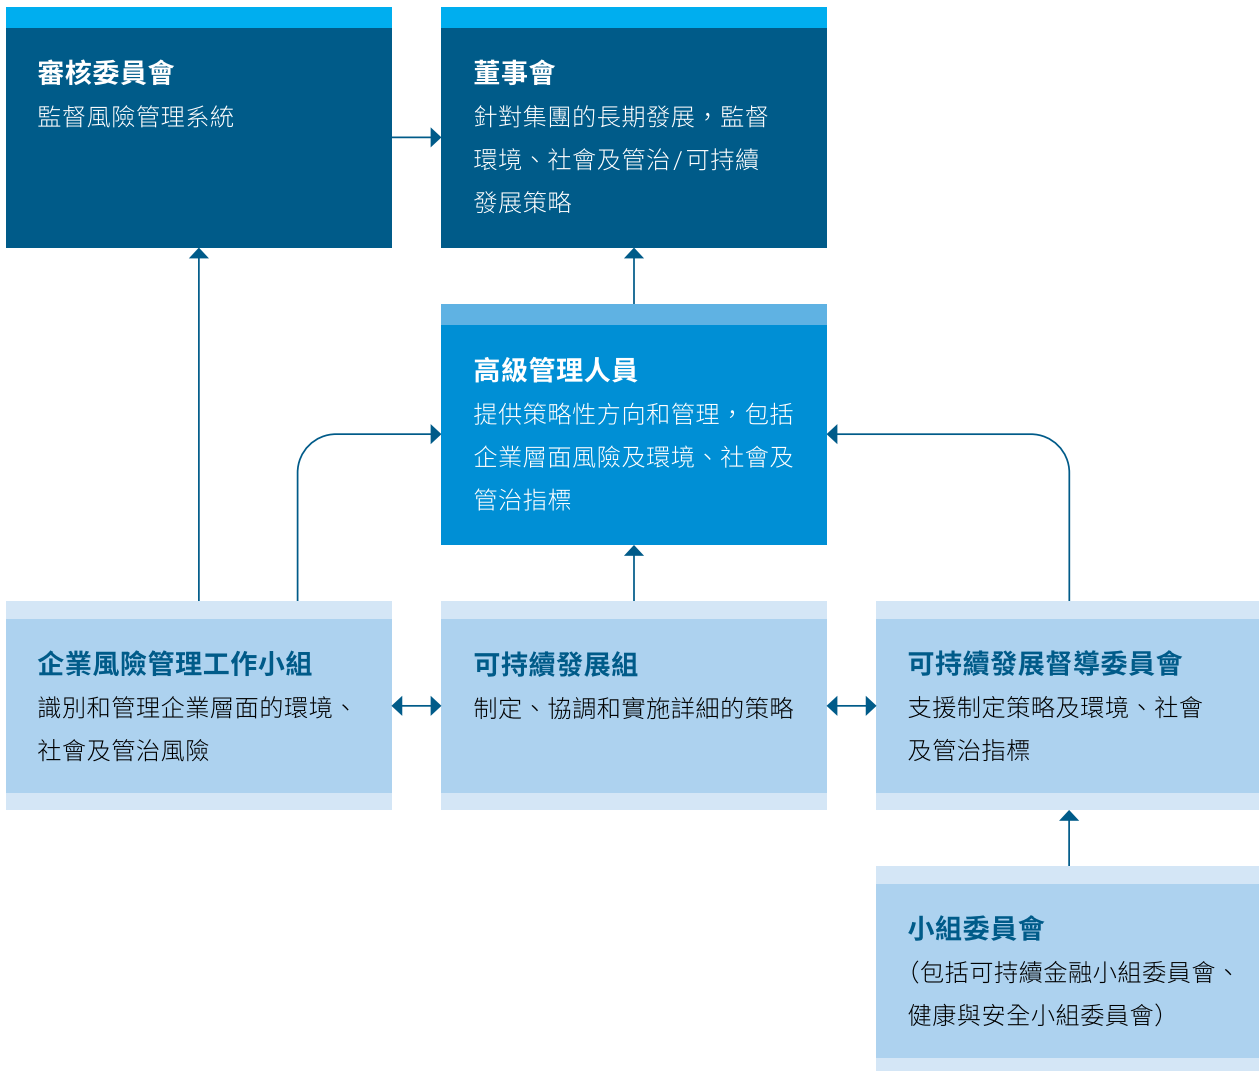 審核委員會
監督風險管理系統
董事會
針對集團的長期發展，監督
環境、社會及管治/可持續
發展策略
高級管理人員
提供策略性方向和管理，包括
企業層面風險及環境、社會及
管治指標
企業風險管理工作小組
識別和管理企業層面的環境、
社會及管治風險
可持續發展組
制定、協調和實施詳細的策略
可持續發展督導委員會
支援制定策略及環境、社會
及管治指標
小組委員會
（包括可持續金融小組委員會、
健康與安全小組委員會）